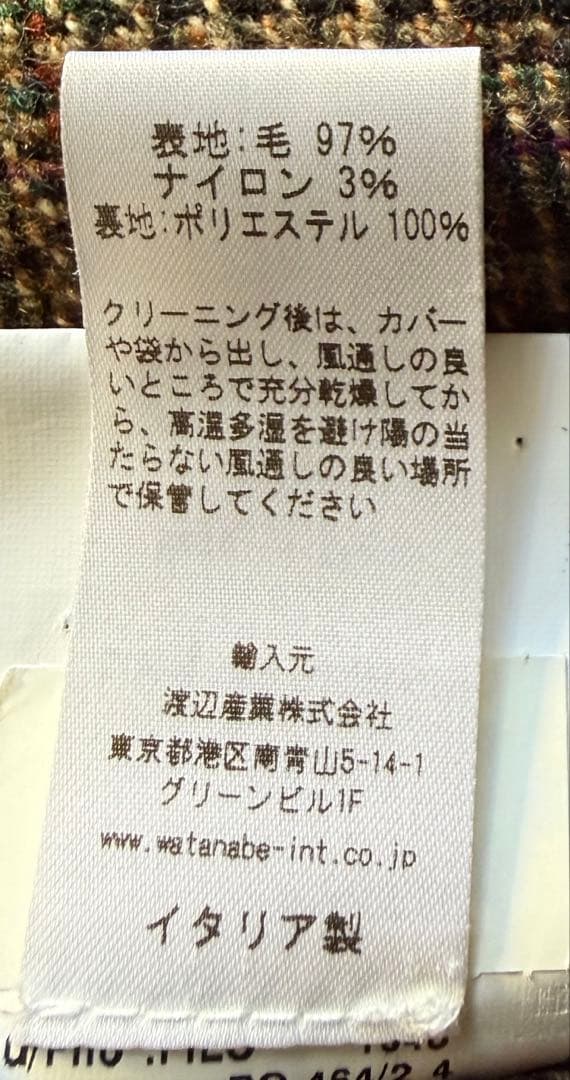 表地:毛 97%
ナイロン 3%
裏地:ポリエステル 100%
クリーニング後は、カバー
や袋から出し、風通しの良
いところで充分乾燥してか
ら、高温多湿を避け陽の当
たらない風通しの良い場所
で保管してください
輸入元
渡辺産業株式会社
東京都港区南青山5-14-1
グリーンビル1F
www.watanabe-int.co.jp
イタリア製